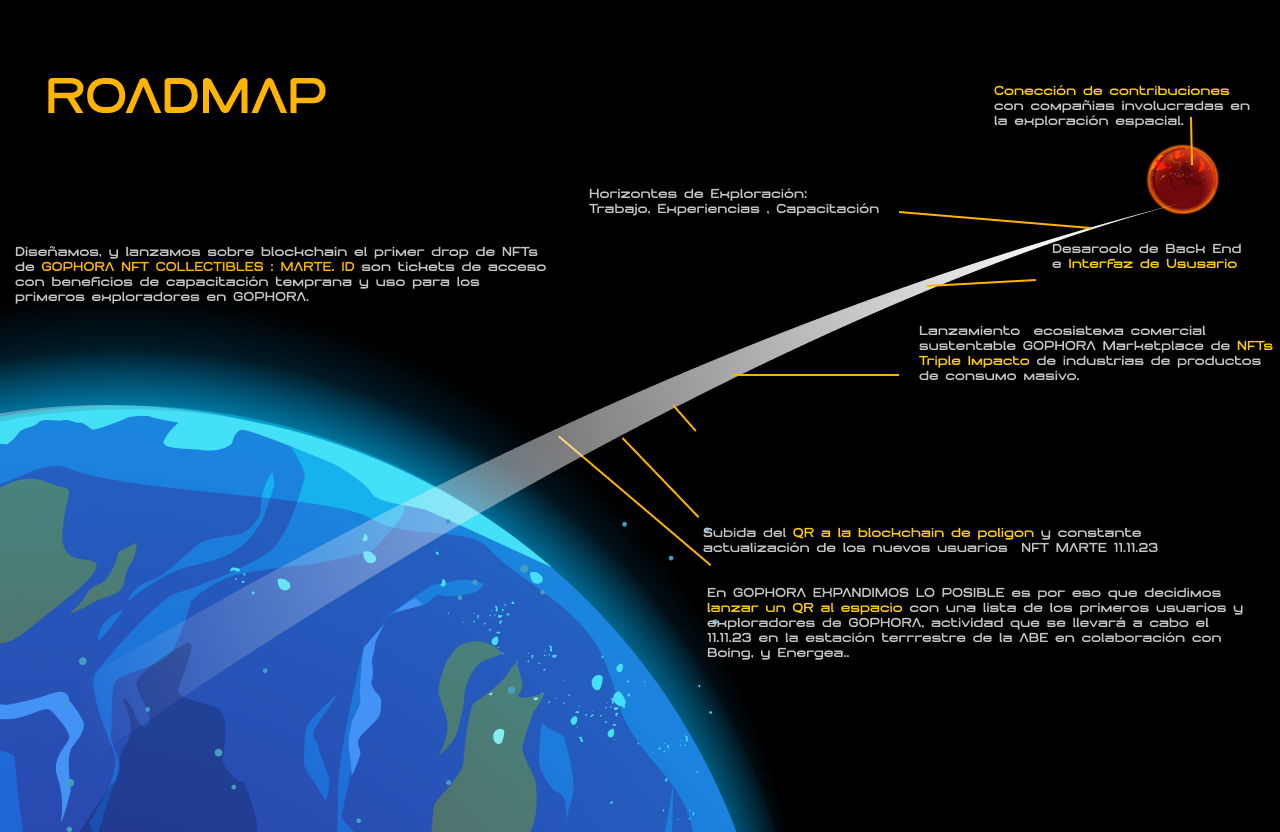 ROADMAP
Conección de contribuciones
con compañias involucradas en
la exploración espacial.
Horizontes de Exploración:
Trabajo, Experiencias , Capacitación
Diseñamos, y lanzamos sobre blockchain el primer drop de NFTs
de GOPHORA NFT COLLECTIBLES : MARTE. ID son tickets de acceso
con beneficios de capacitación temprana y uso para los
primeros exploradores en GOPHORA.
Desaroolo de Back End
e Interfaz de Ususario
Lanzamiento ecosistema comercial
sustentable GOPHORA Marketplace de NFTs
Triple Impacto de industrias de productos
de consumo masivo.
Subida del QR a la blockchain de poligon y constante
actualización de los nuevos usuarios NFT MARTE 11.11.23
En GOPHORA EXPANDIMOS LO POSIBLE es por eso que decidimos
lanzar un QR al espacio con una lista de los primeros usuarios y
exploradores de GOPHORA, actividad que se llevará a cabo el
11.11.23 en la estación terrrestre de la ABE en colaboración con
Boing, y Energea..